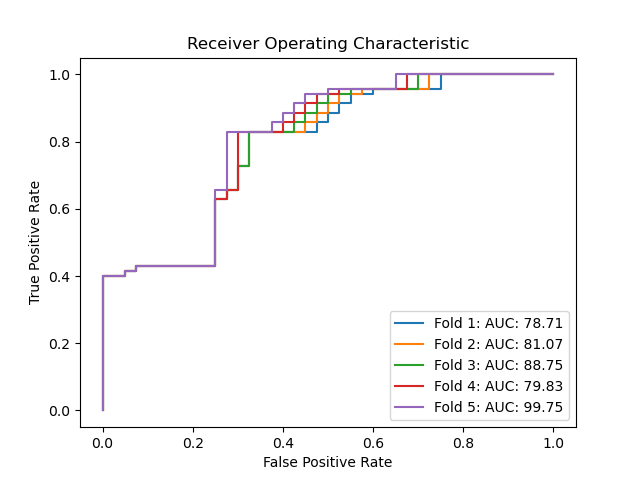 Receiver Operating Characteristic
1.0
0.8
0.6
0.4
0.2
0.0
True Positive Rate
Fold 1: AUC: 78.71
Fold 2: AUC: 81.07
Fold 3: AUC: 88.75
Fold 4: AUC: 79.83
Fold 5: AUC: 99.75
0.0 0.2 0.4 0.6 0.8 1.0
False Positive Rate